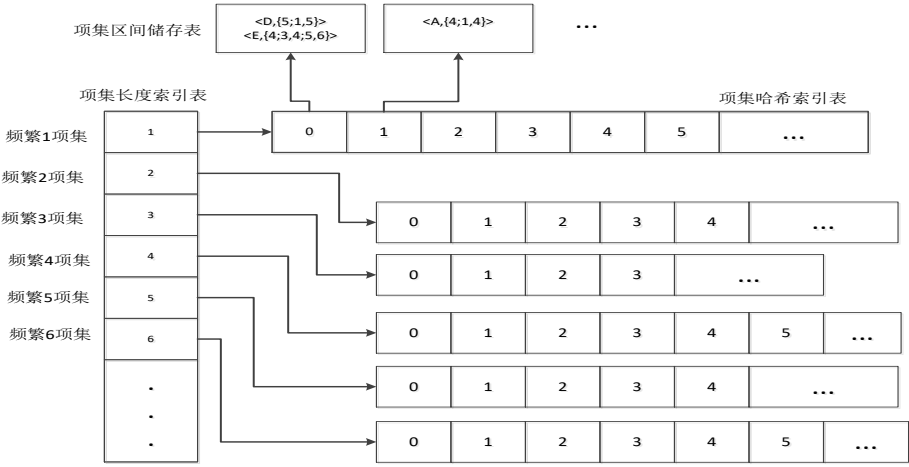 项集区间储存表
<D,{5;1,5}>
<E,{4;3,4;5,6}>
<A,{4;1,4}>
...
项集长度索引表
项集哈希索引表
频繁1项集 1 0 1 2 3 4 5 ...
频繁2项集 2
频繁3项集 3 0 1 2 3 4 ...
频繁4项集 4 0 1 2 3 ...
频繁5项集 5
频繁6项集 6 0 1 2 3 4 5 ...
0 1 2 3 4 ...
0 1 2 3 4 5 ...